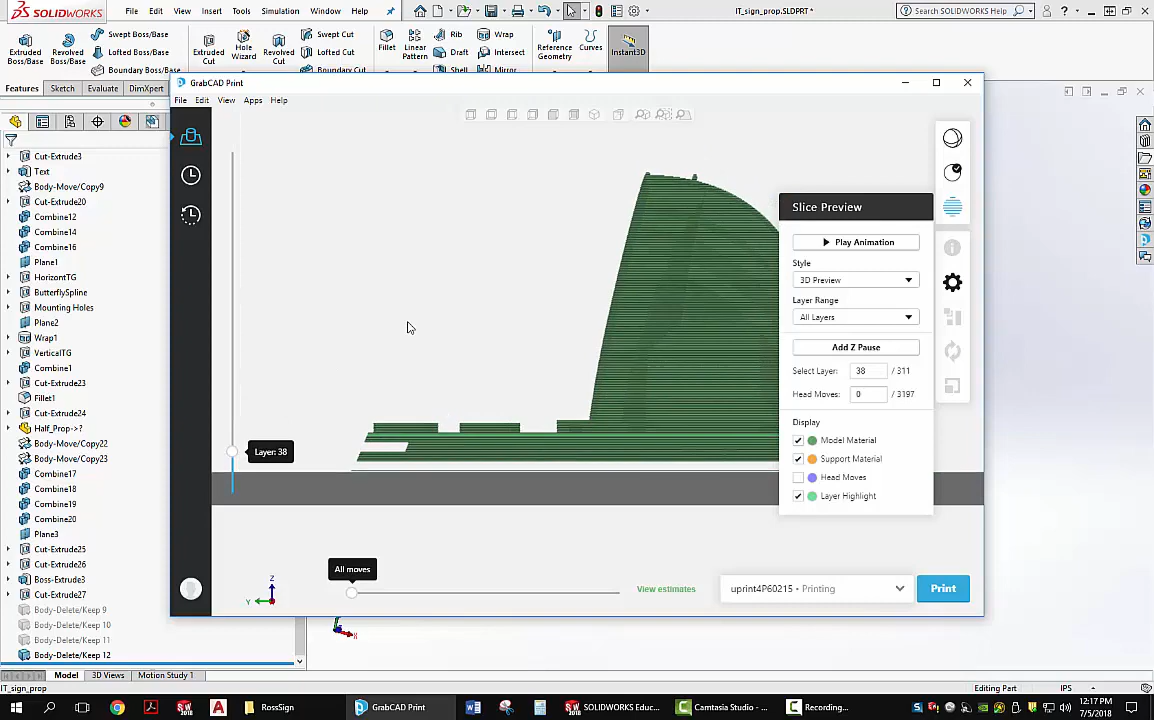 SOLIDWORKS
File
Edit
View
Insert
Tools
Simulation
Window
Help
IT_sign_prop.SLDPRT *
Search SOLIDWORKS Help
Extruded Boss/Base
Revolved Boss/Base
Swept Boss/Base
Lofted Boss/Base
Boundary Boss/Base
Extruded Cut
Hole Wizard
Revolved Cut
Swept Cut
Lofted Cut
Boundary Cut
Fillet
Linear Pattern
Rib
Draft
Shell
Wrap
Intersect
Mirror
Reference Geometry
Curves
Instant3D
Features
Sketch
Evaluate
DimXpert
GrabCAD Print
File
Edit
View
Apps
Help
Cut-Extrude3
Text
Body-Move/Copy9
Cut-Extrude20
Combine12
Combine14
Combine16
Plane1
HorizontTG
ButterflySpline
Mounting Holes
Plane2
Wrap1
VerticalTG
Combine1
Cut-Extrude23
Fillet1
Cut-Extrude24
Half_Prop->?
Body-Move/Copy22
Body-Move/Copy23
Combine17
Combine18
Combine19
Combine20
Plane3
Cut-Extrude25
Cut-Extrude26
Boss-Extrude3
Cut-Extrude27
Body-Delete/Keep 9
Body-Delete/Keep 10
Body-Delete/Keep 11
Body-Delete/Keep 12
Layer: 38
All moves
Z
Y
X
Slice Preview
Play Animation
Style
3D Preview
Layer Range
All Layers
Add Z Pause
Select Layer: 38 / 311
Head Moves: 0 / 3197
Display
Model Material
Support Material
Head Moves
Layer Highlight
View estimates
uprint4P60215 • Printing
Print
Model
3D Views
Motion Study 1
IT_sign_prop
Editing Part
IPS
RossSign
GrabCAD Print
SOLIDWORKS Educ...
Camtasia Studio - ...
Recording...
12:17 PM
7/5/2018